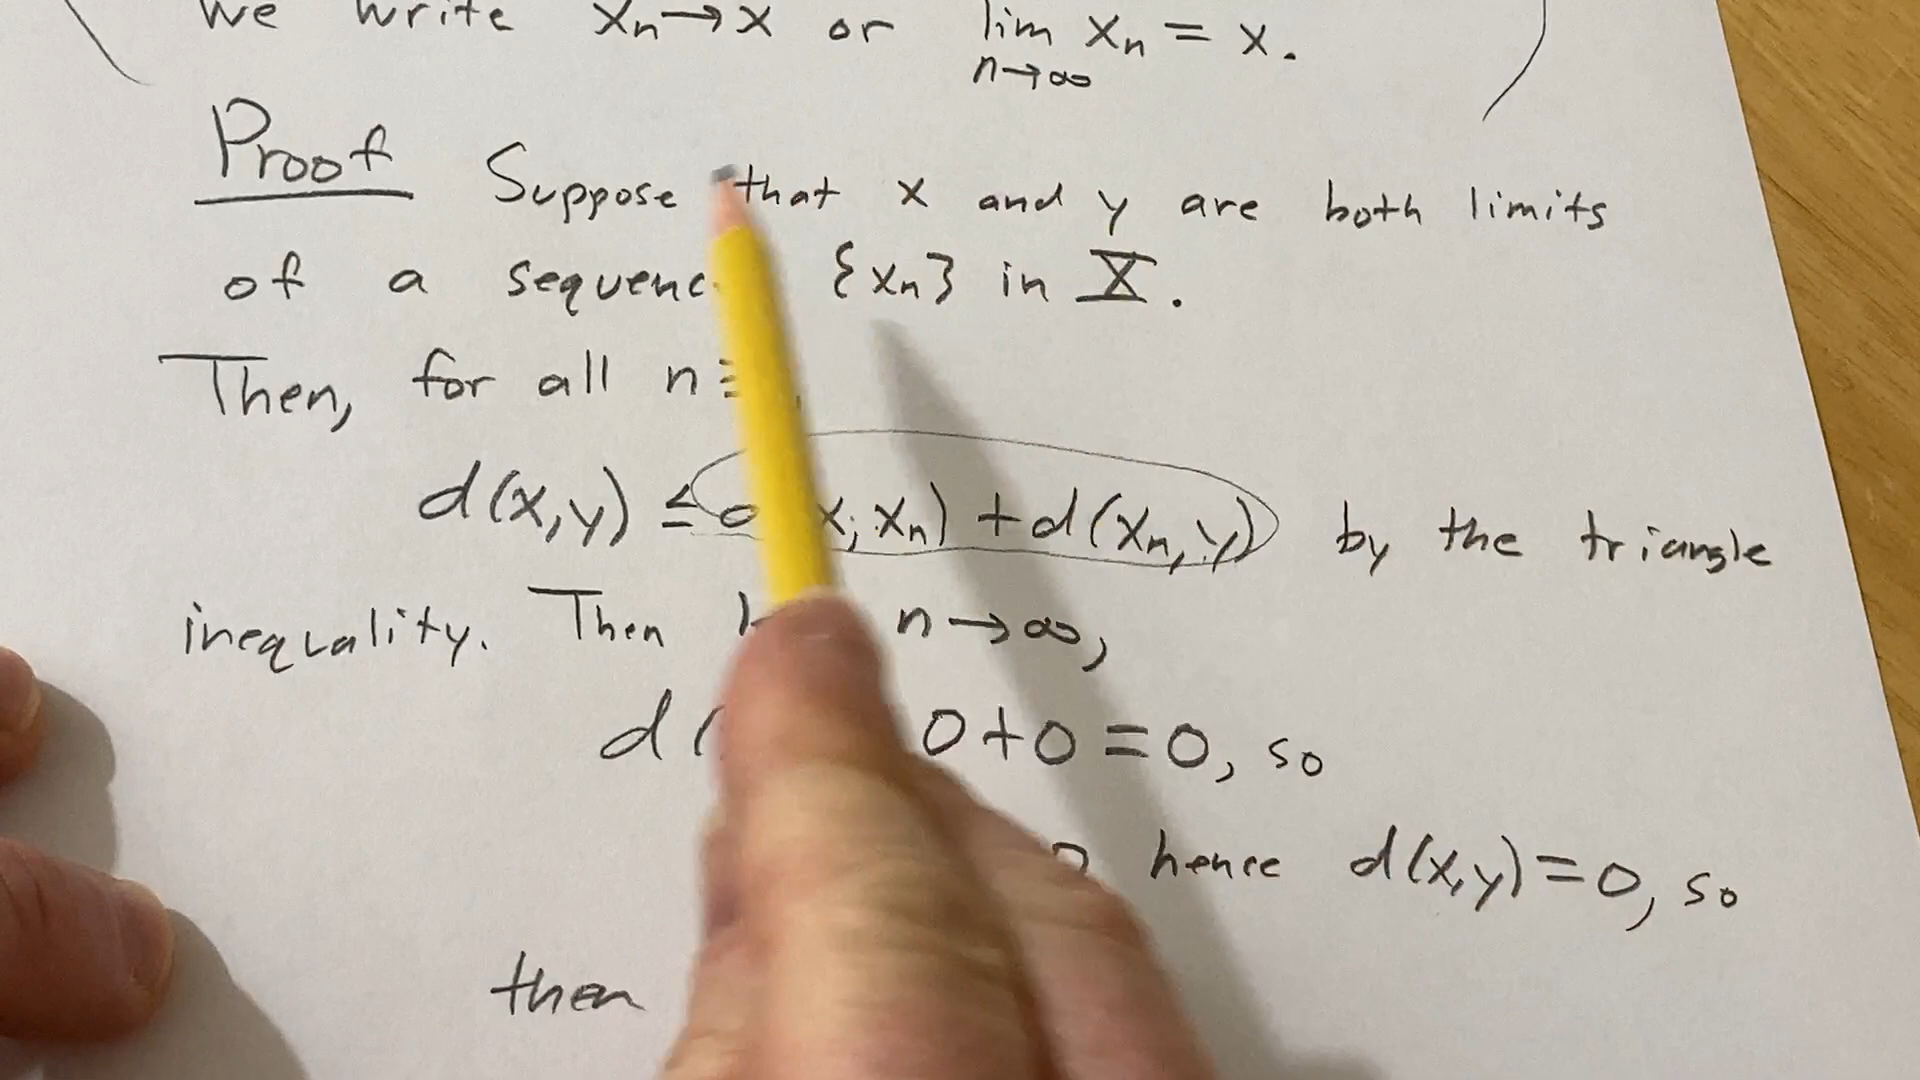 We write xn→x or lim xn = x.
n→∞
Proof Suppose that x and y are both limits
of a {xn} in X.
Then, for all n
d(x,y) ≤ x, xn) + d(xn, y) by the triangle
inequality. Then n→∞,
d( 0+0=0, so
hence d(x,y)=0, so
then